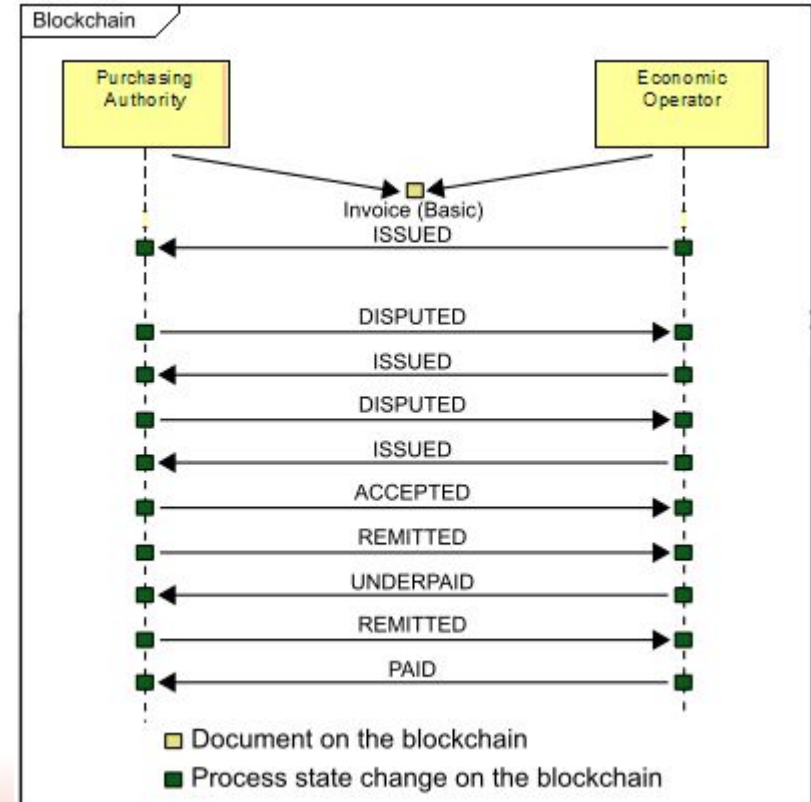 Blockchain
Purchasing
Authority
Economic
Operator
Invoice (Basic)
ISSUED
DISPUTED
ISSUED
DISPUTED
ISSUED
ACCEPTED
REMITTED
UNDERPAID
REMITTED
PAID
Document on the blockchain
Process state change on the blockchain